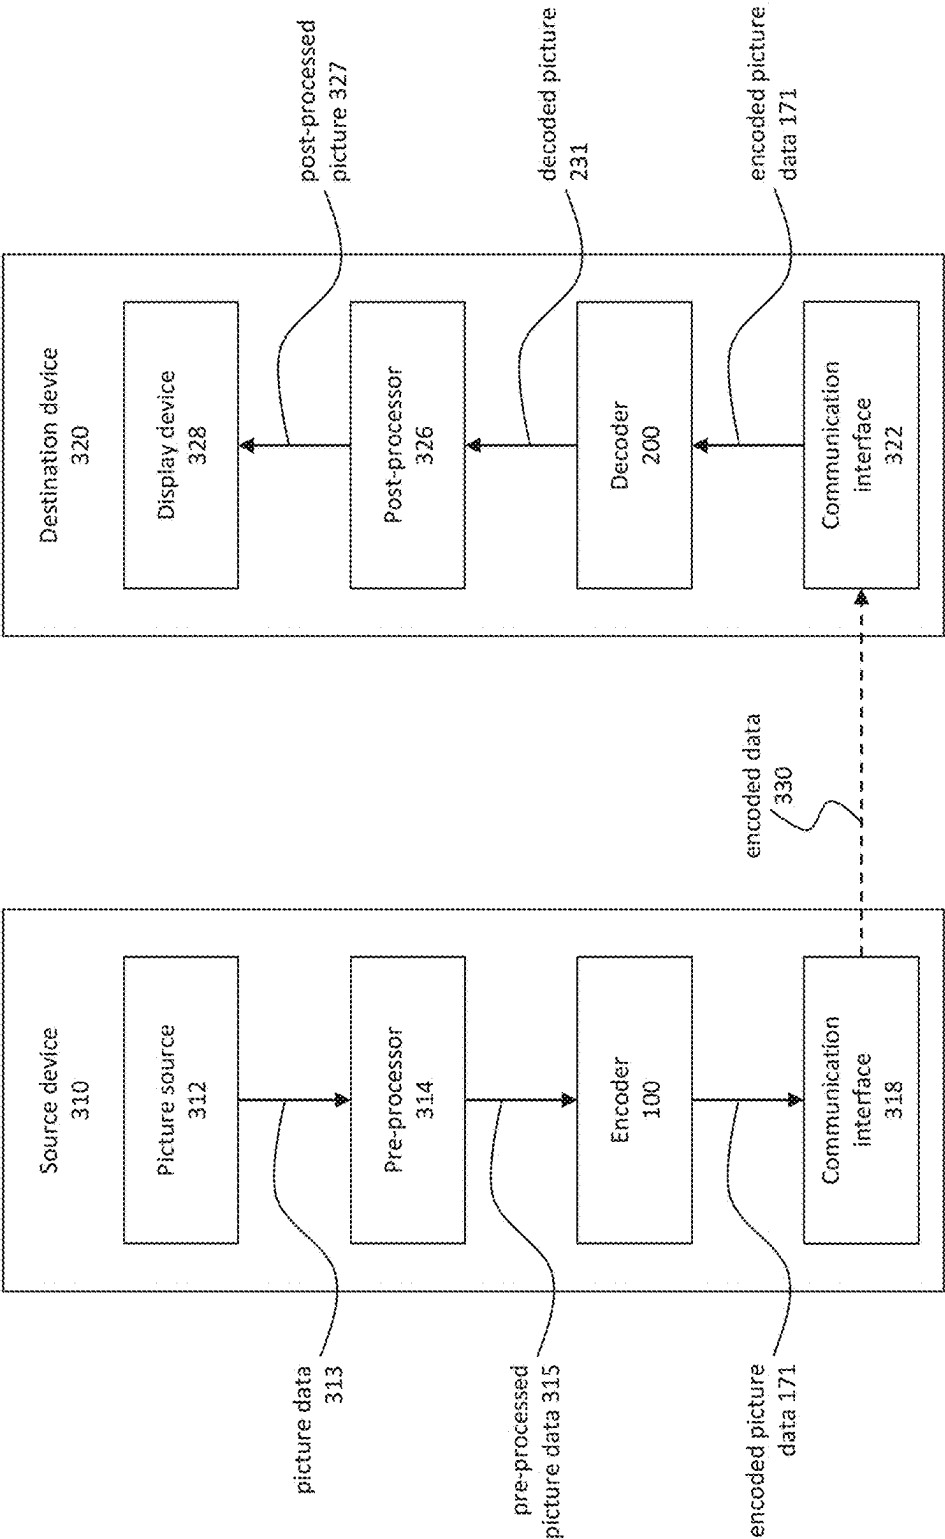 Source device
310
Picture source
312
picture data
313
Pre-processor
314
pre-processed
picture data 315
Encoder
100
encoded picture
data 171
Communication
interface
318
encoded data
330
Destination device
320
Display device
328
post-processed
picture 327
Post-processor
326
decoded picture
231
Decoder
200
encoded picture
data 171
Communication
interface
322